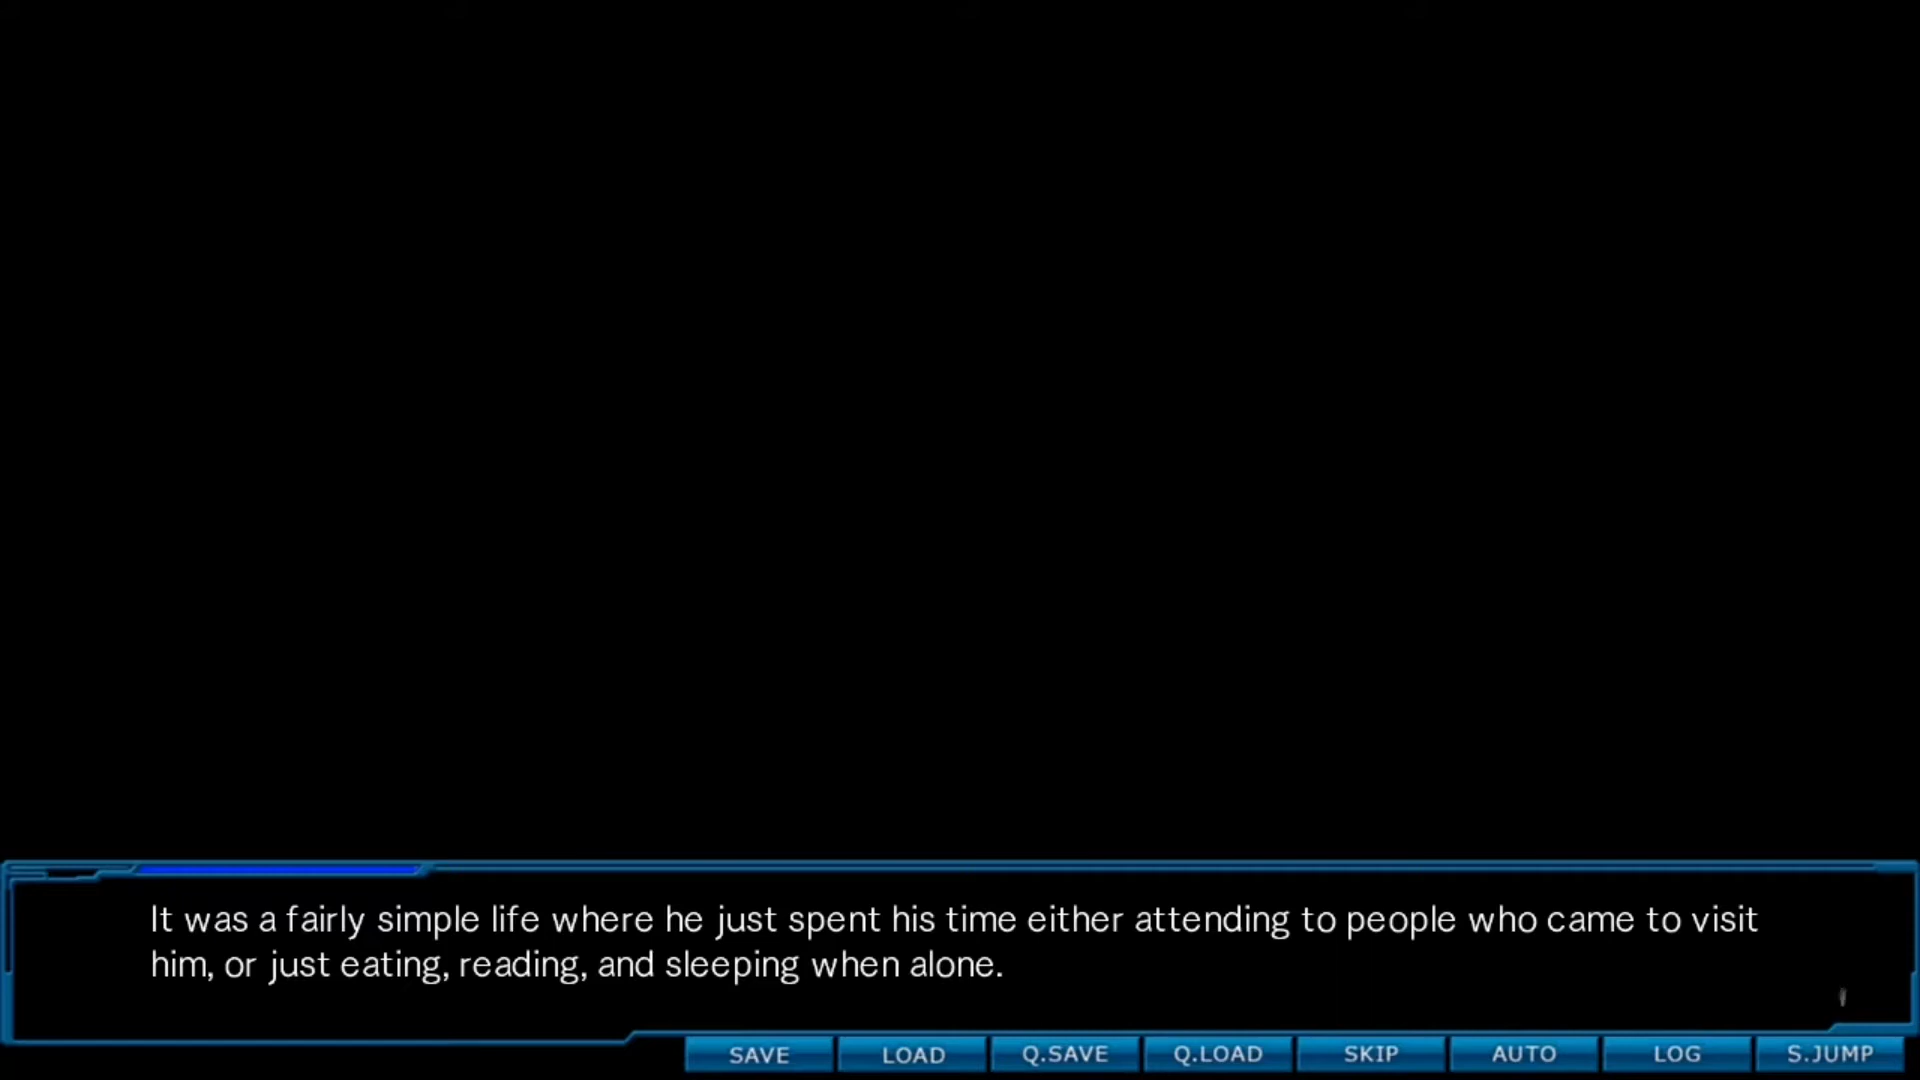 It was a fairly simple life where he just spent his time either attending to people who came to visit
him, or just eating, reading, and sleeping when alone.
SAVE LOAD Q.SAVE Q.LOAD SKIP AUTO LOG S.JUMP